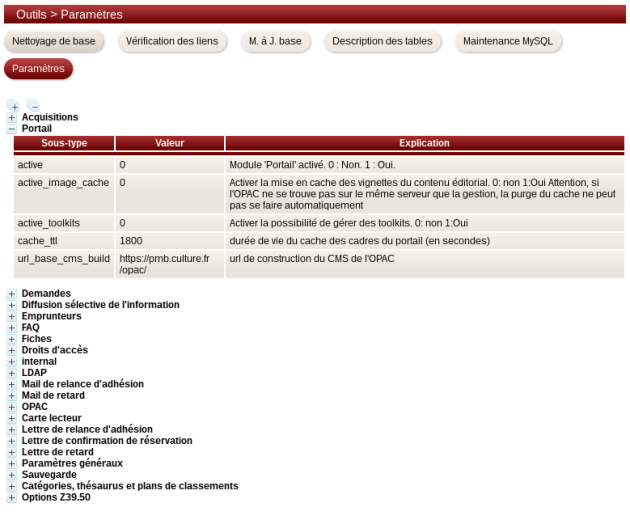 Outils > Paramètres
Nettoyage de base
Vérification des liens
M. à J. base
Description des tables
Maintenance MySQL
Paramètres
Acquisitions
Portail
Sous-type Valeur Explication
active 0 Module 'Portail' activé. 0 : Non. 1 : Oui.
active_image_cache 0 Activer la mise en cache des vignettes du contenu éditorial. 0: non 1:Oui Attention, si
l'OPAC ne se trouve pas sur le même serveur que la gestion, la purge du cache ne peut
pas se faire automatiquement
active_toolkits 0 Activer la possibilité de gérer des toolkits. 0: non 1:Oui
cache_ttl 1800 durée de vie du cache des cadres du portail (en secondes)
url_base_cms_build https://pmb.culture.fr url de construction du CMS de l'OPAC
/opac/
Demandes
Diffusion sélective de l'information
Emprunteurs
FAQ
Fiches
Droits d'accès
internal
LDAP
Mail de relance d'adhésion
Mail de retard
OPAC
Carte lecteur
Lettre de relance d'adhésion
Lettre de confirmation de réservation
Lettre de retard
Paramètres généraux
Sauvegarde
Catégories, thésaurus et plans de classements
Options Z39.50